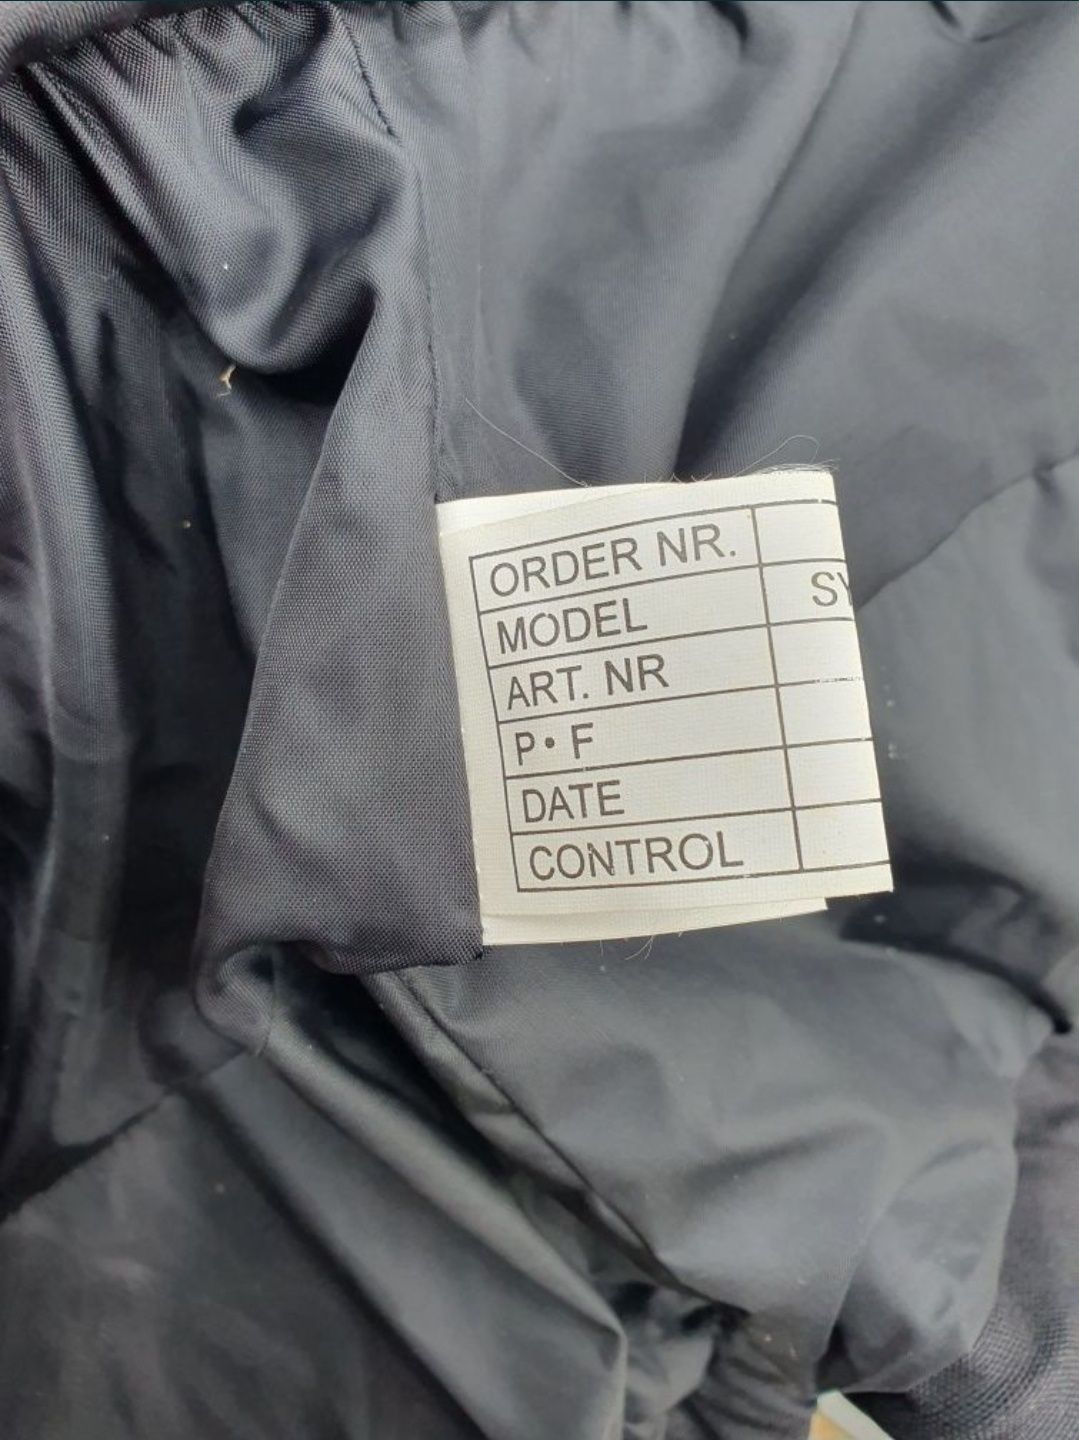 ORDER NR.
MODEL SY
ART. NR
P• F
DATE
CONTROL